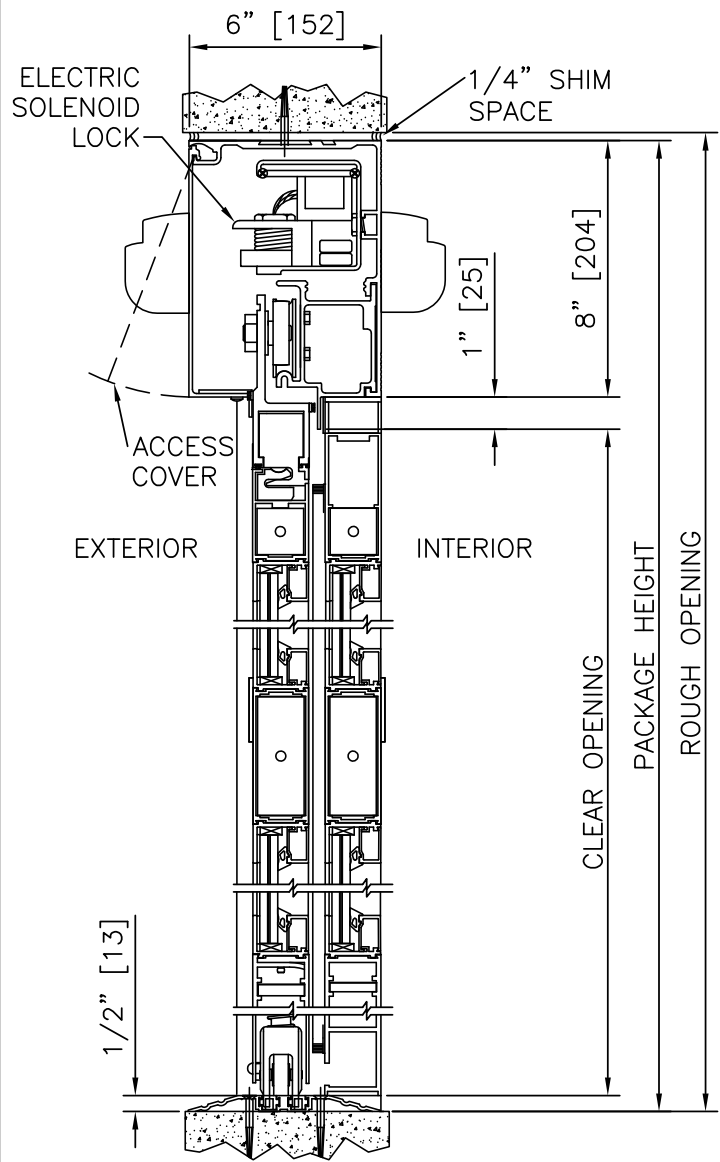 6” [152]
ELECTRIC
SOLENOID
LOCK
1/4” SHIM
SPACE
1” [25]
8” [204]
ACCESS
COVER
EXTERIOR
INTERIOR
CLEAR OPENING
PACKAGE HEIGHT
ROUGH OPENING
1/2” [13]